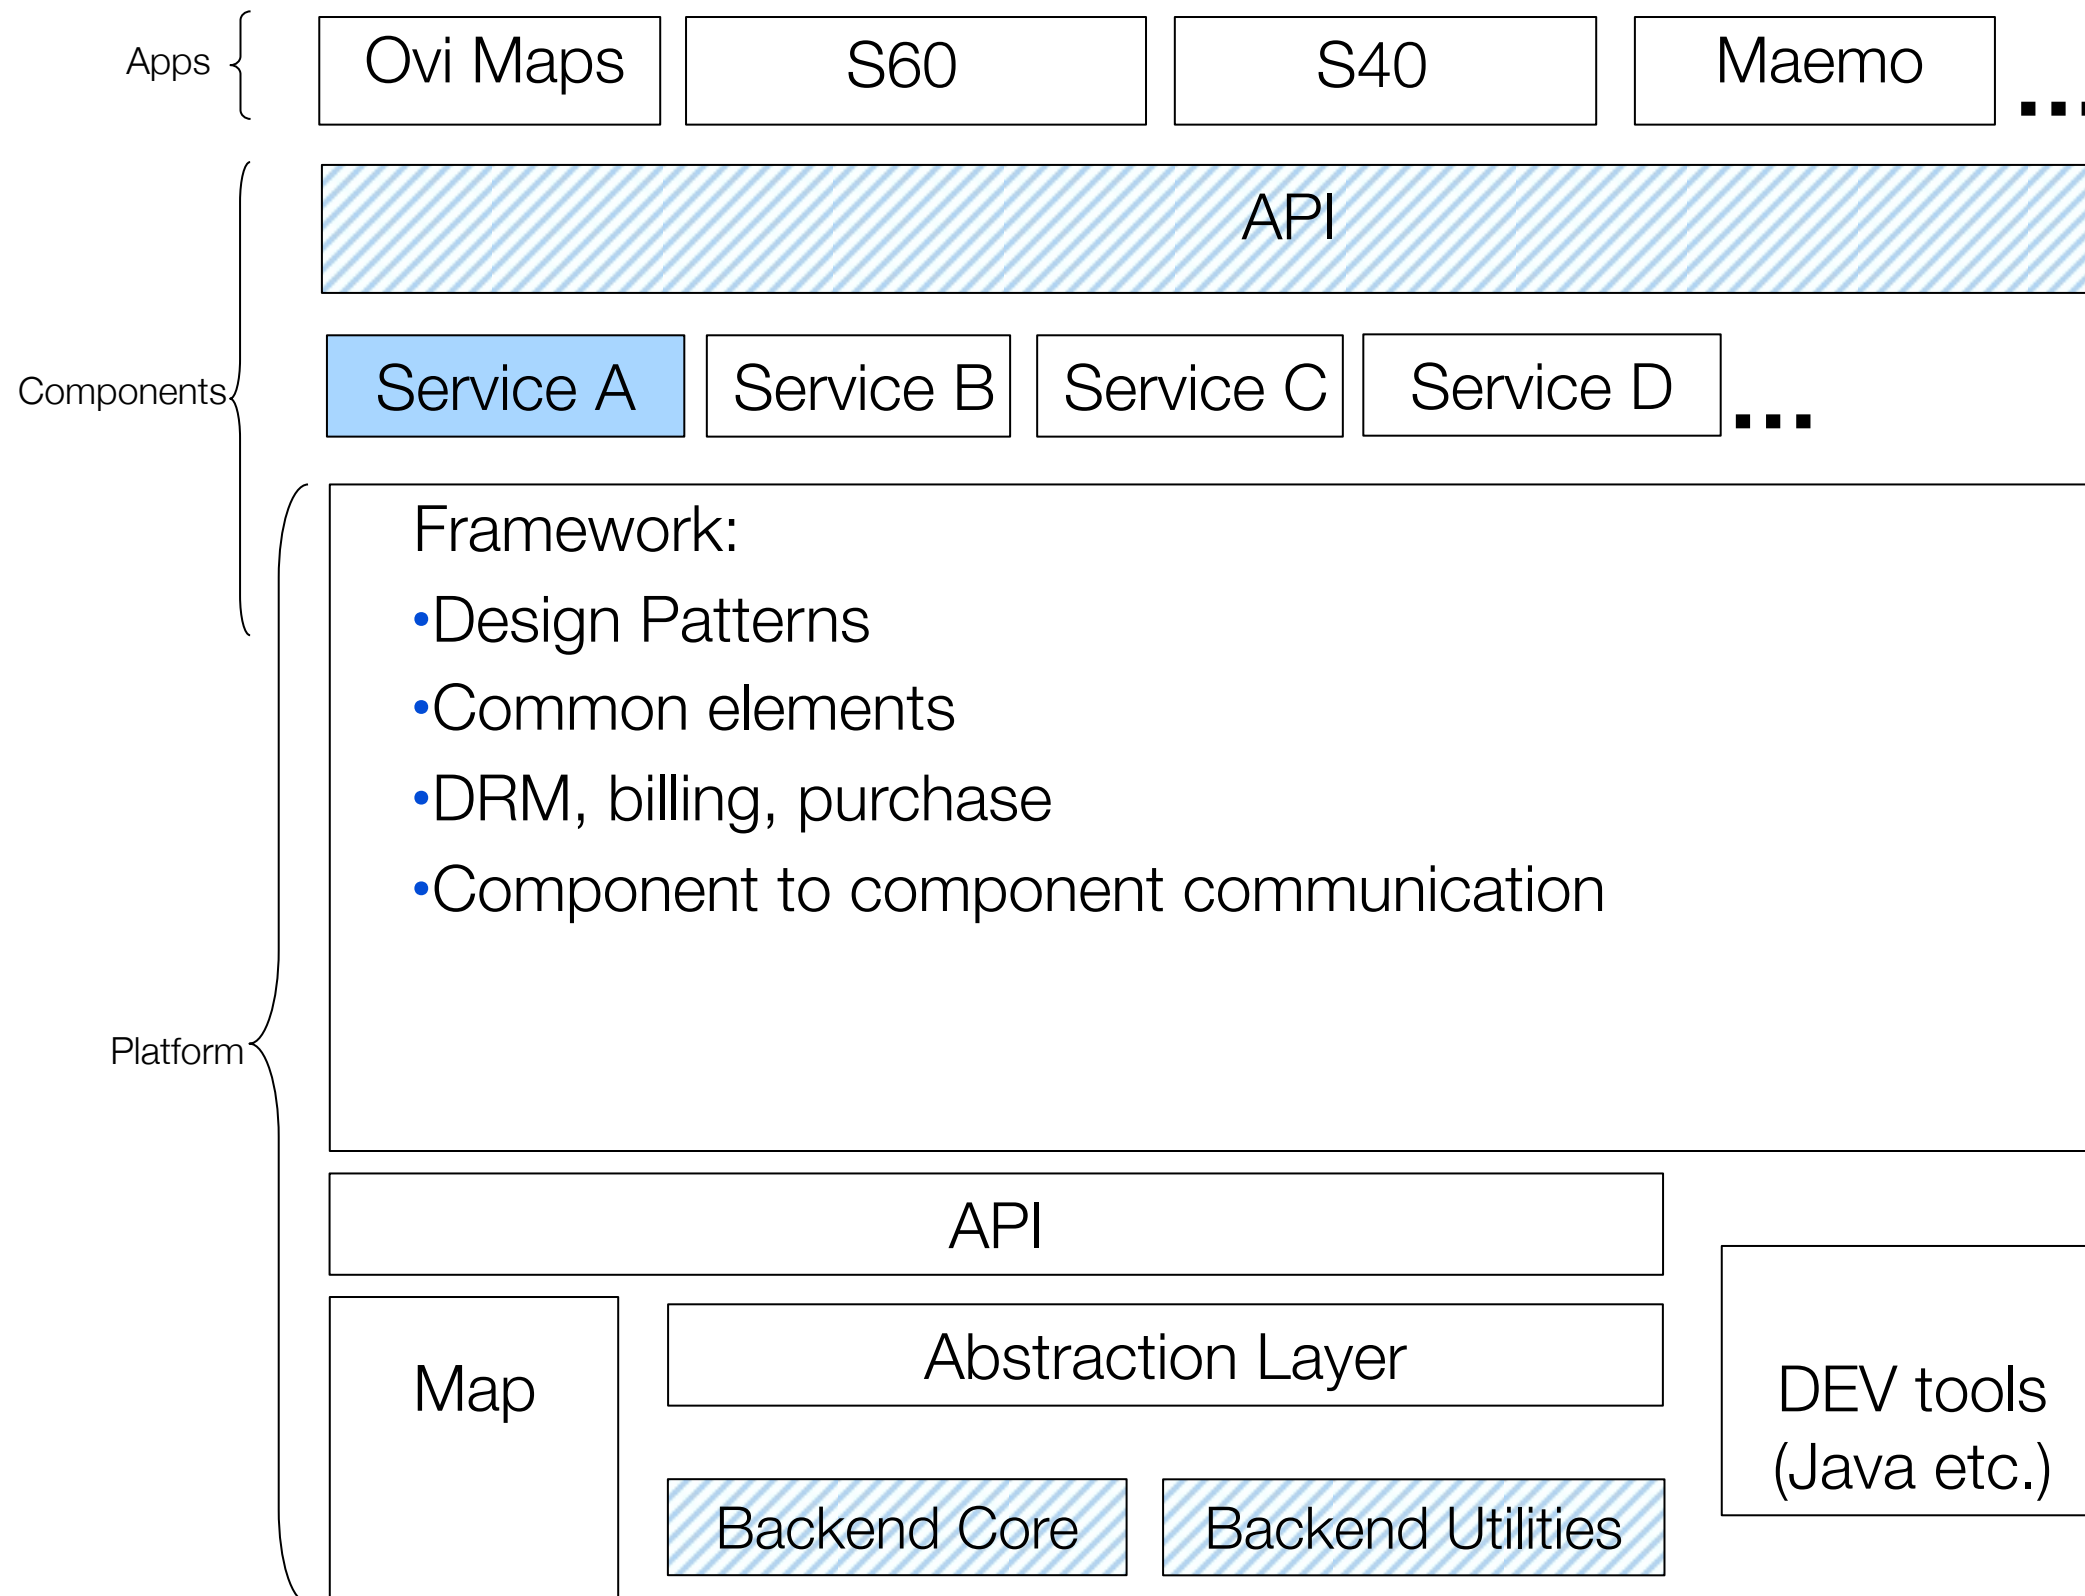 Apps
Ovi Maps
S60
S40
Maemo
...
API
Components
Service A
Service B
Service C
Service D
...
Framework:
•Design Patterns
•Common elements
•DRM, billing, purchase
•Component to component communication
Platform
API
Map
Abstraction Layer
DEV tools
(Java etc.)
Backend Core
Backend Utilities